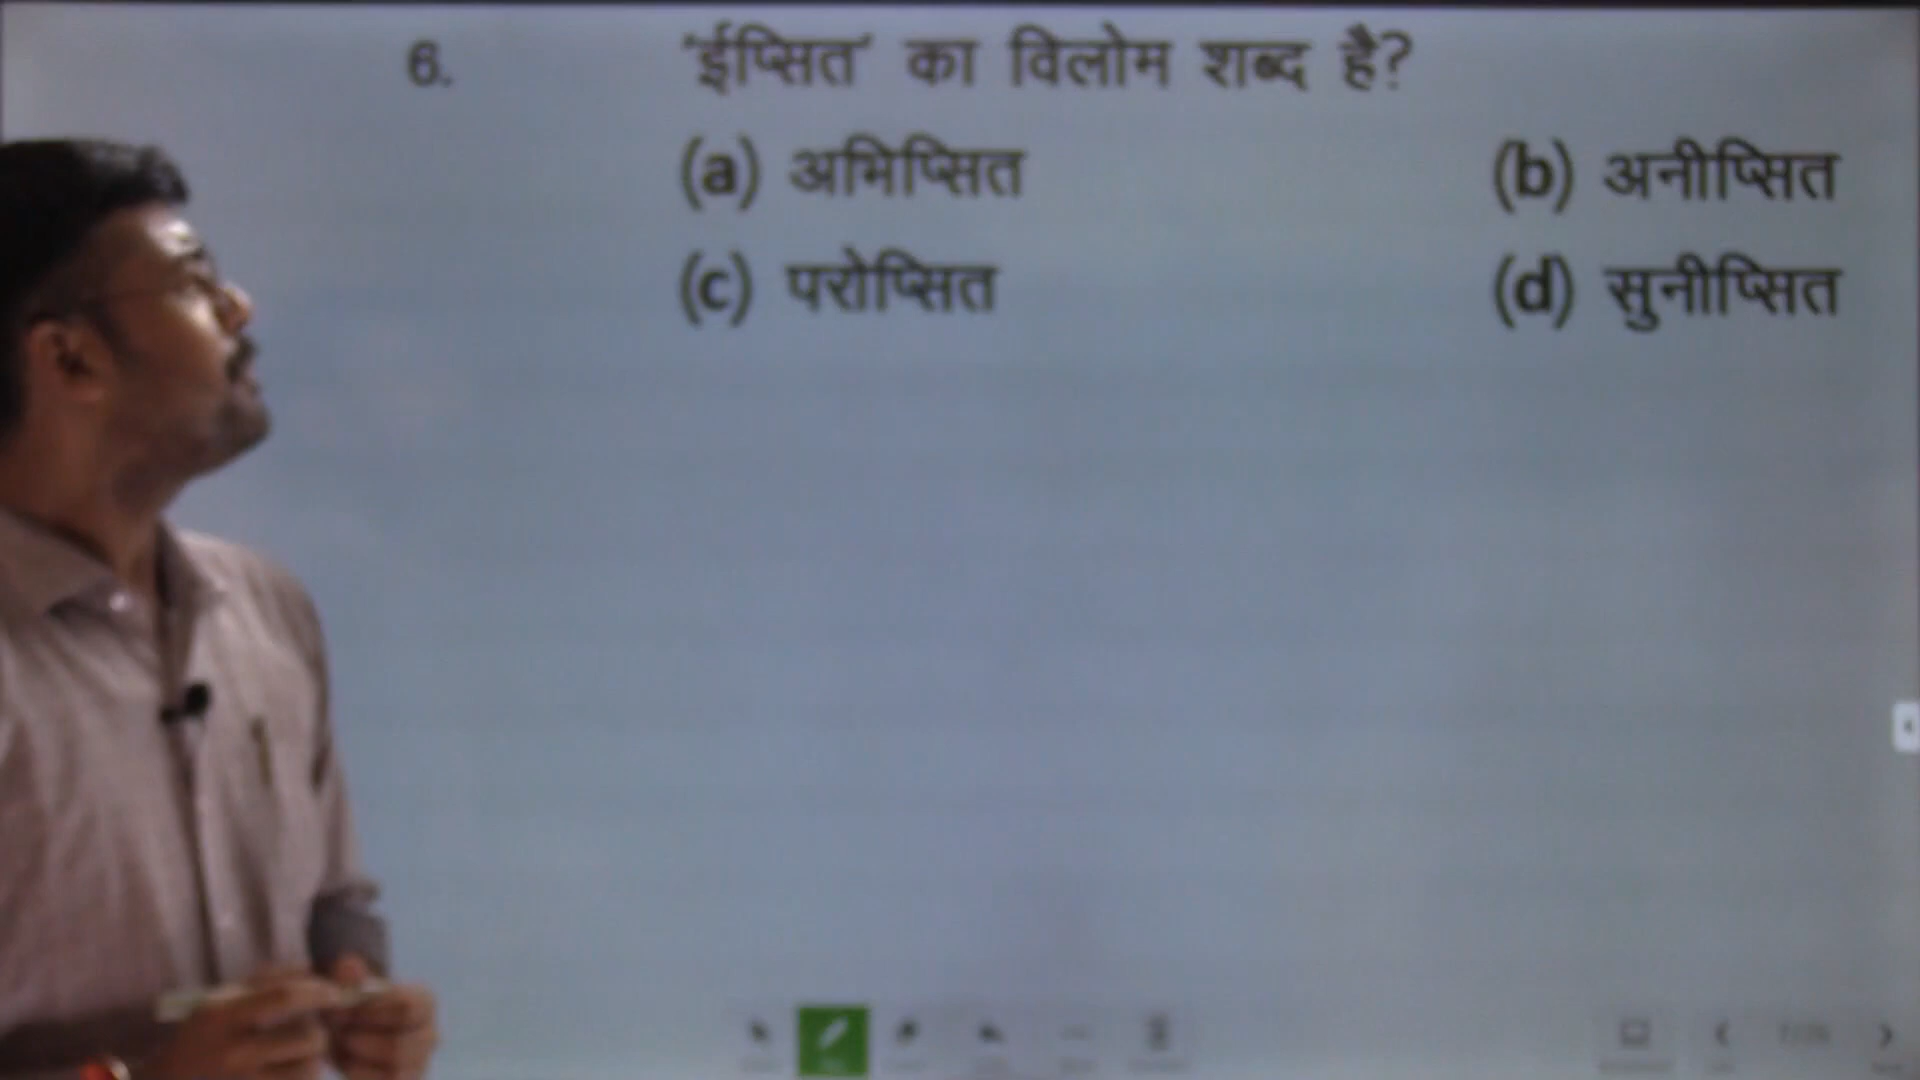 6. 'ईप्सित' का विलोम शब्द है?
(a) अभिप्सित (b) अनीप्सित
(c) परोप्सित (d) सुनीप्सित